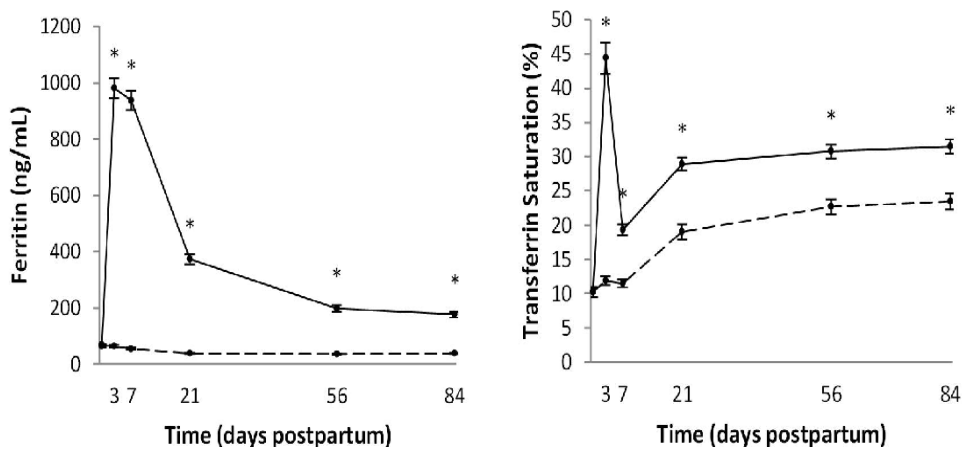 Ferritin (ng/mL)
1200
1000
800
600
400
200
0
* * * * *
3 7 21 56 84
Time (days postpartum)
Transferrin Saturation (%)
50
45
40
35
30
25
20
15
10
5
0
* * * * *
3 7 21 56 84
Time (days postpartum)